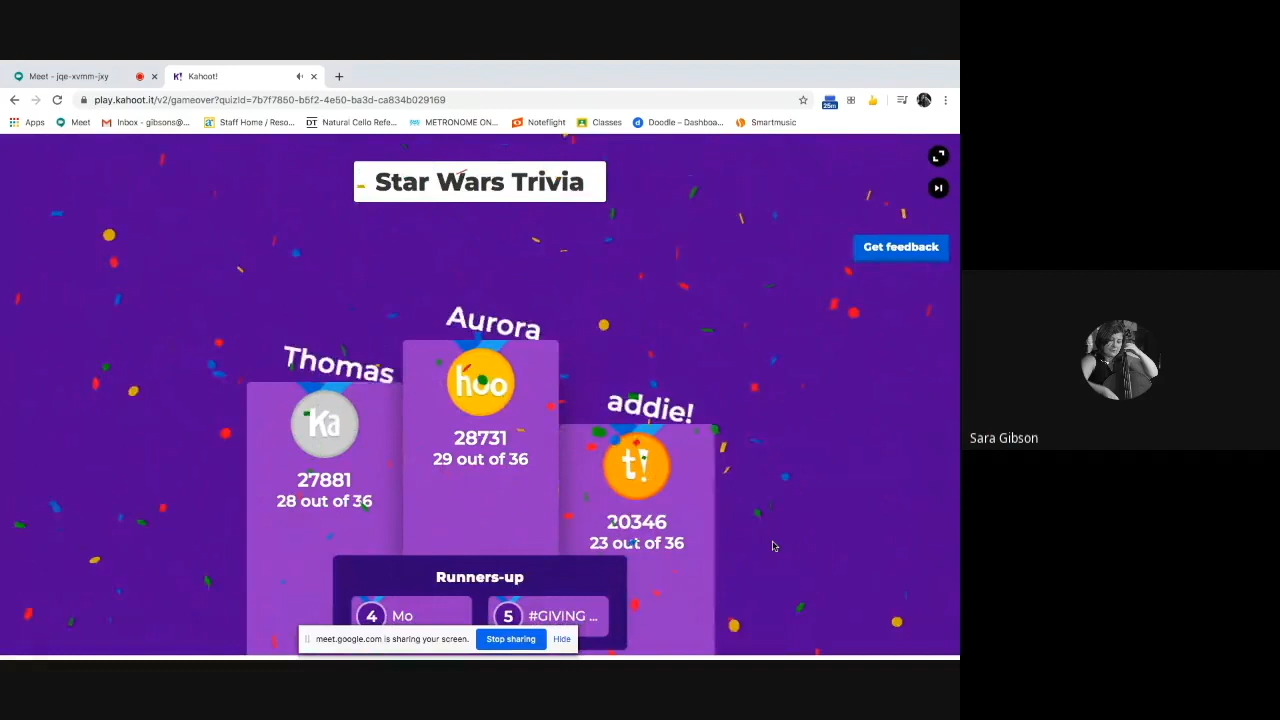 Meet - jqe-xvmm-jxy
K! Kahoot!
play.kahoot.it/v2/gameover?quizId=7b7f7850-b5f2-4e50-ba3d-ca834b029169
25m
Apps Meet Inbox - gibsons@... Staff Home / Reso... Natural Cello Refe... METRONOME ON... Noteflight Classes Doodle – Dashboa... Smartmusic
Star Wars Trivia
Get feedback
Aurora
Thomas
hoo
addie!
Ka
28731
29 out of 36
t!
27881
28 out of 36
20346
23 out of 36
Runners-up
4 Mo
5 #GIVING ...
meet.google.com is sharing your screen. Stop sharing Hide
Sara Gibson